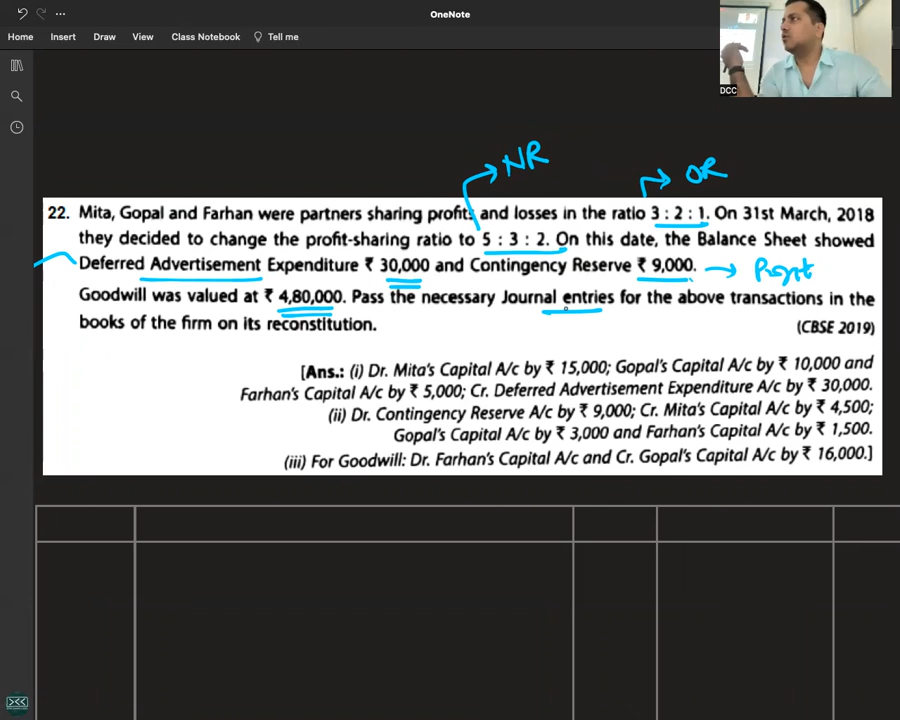 OneNote
Home Insert Draw View Class Notebook Tell me
DCC
NR
OR
22. Mita, Gopal and Farhan were partners sharing profits and losses in the ratio 3 : 2 : 1. On 31st March, 2018
they decided to change the profit-sharing ratio to 5 : 3 : 2. On this date, the Balance Sheet showed
Deferred Advertisement Expenditure ₹ 30,000 and Contingency Reserve ₹ 9,000. → Profit
Goodwill was valued at ₹ 4,80,000. Pass the necessary Journal entries for the above transactions in the
books of the firm on its reconstitution. (CBSE 2019)
[Ans.: (i) Dr. Mita's Capital A/c by ₹ 15,000; Gopal's Capital A/c by ₹ 10,000 and
Farhan's Capital A/c by ₹ 5,000; Cr. Deferred Advertisement Expenditure A/c by ₹ 30,000.
(ii) Dr. Contingency Reserve A/c by ₹ 9,000; Cr. Mita's Capital A/c by ₹ 4,500;
Gopal's Capital A/c by ₹ 3,000 and Farhan's Capital A/c by ₹ 1,500.
(iii) For Goodwill: Dr. Farhan's Capital A/c and Cr. Gopal's Capital A/c by ₹ 16,000.]